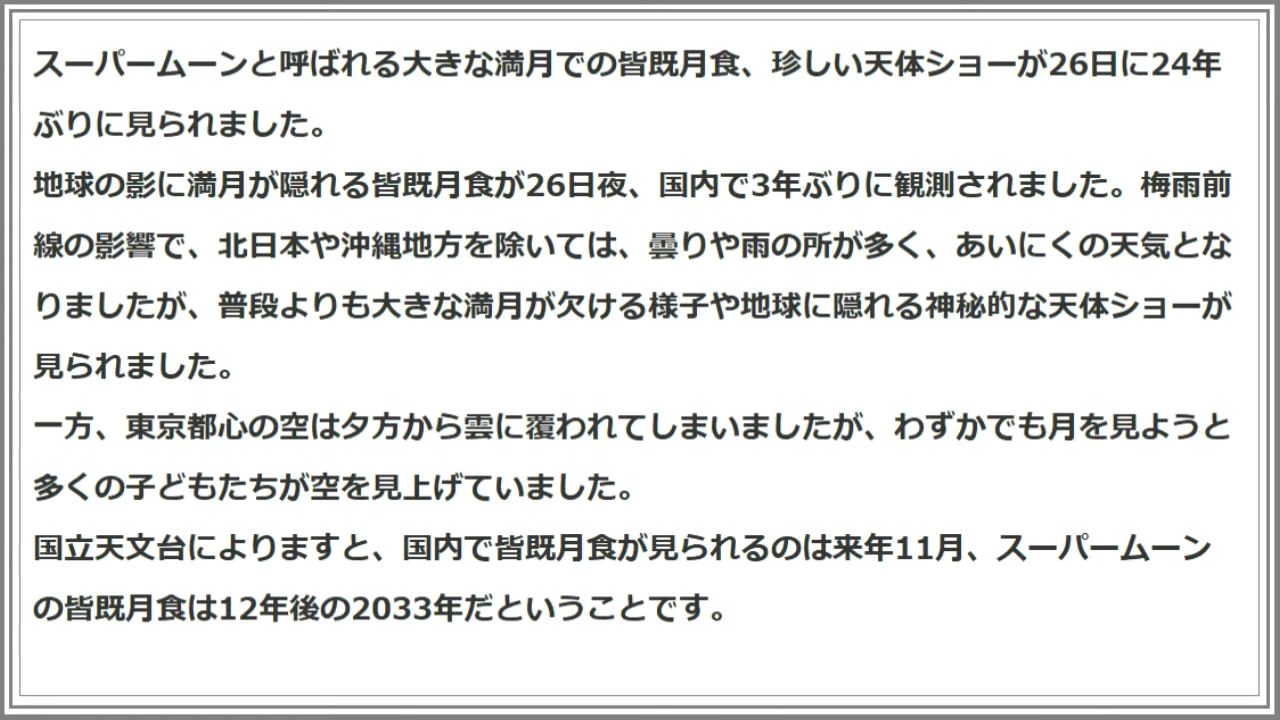 スーパームーンと呼ばれる大きな満月での皆既月食、珍しい天体ショーが26日に24年
ぶりに見られました。
地球の影に満月が隠れる皆既月食が26日夜、国内で3年ぶりに観測されました。梅雨前
線の影響で、北日本や沖縄地方を除いては、曇りや雨の所が多く、あいにくの天気とな
りましたが、普段よりも大きな満月が欠ける様子や地球に隠れる神秘的な天体ショーが
見られました。
一方、東京都心の空は夕方から雲に覆われてしまいましたが、わずかでも月を見ようと
多くの子どもたちが空を見上げていました。
国立天文台によりますと、国内で皆既月食が見られるのは来年11月、スーパームーン
の皆既月食は12年後の2033年だということです。